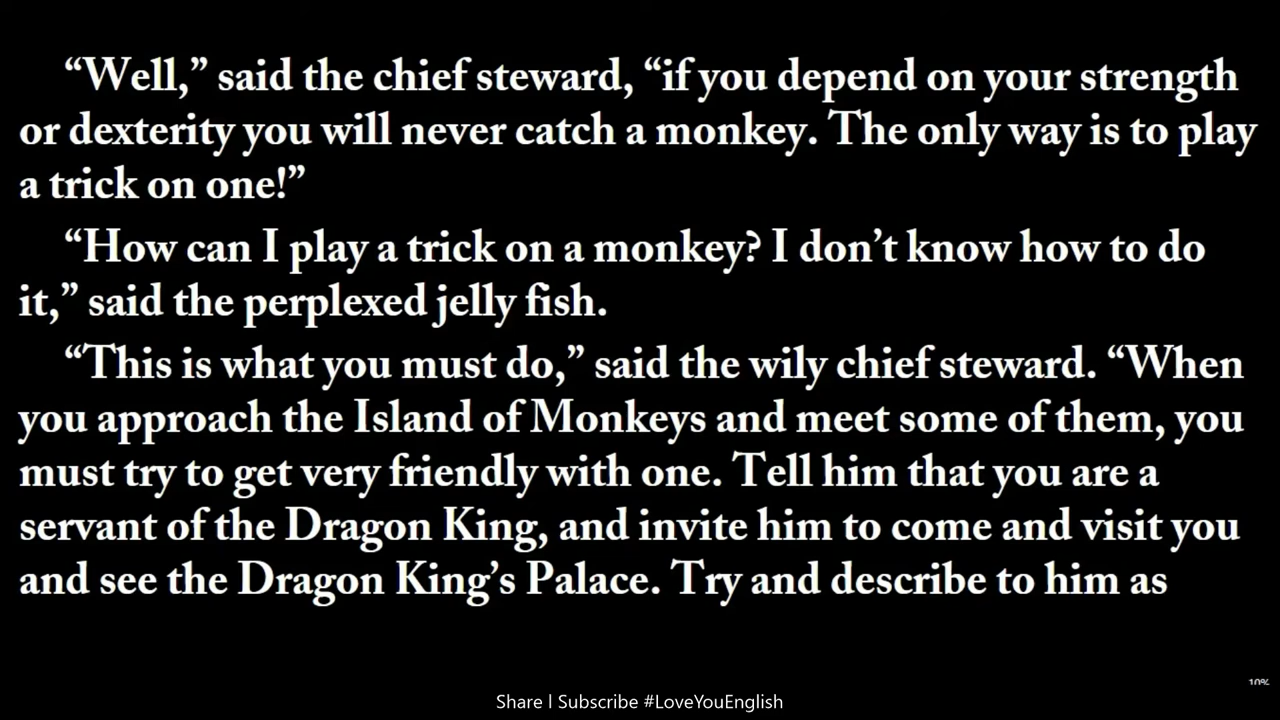 “Well,” said the chief steward, “if you depend on your strength
or dexterity you will never catch a monkey. The only way is to play
a trick on one!”
“How can I play a trick on a monkey? I don’t know how to do
it,” said the perplexed jelly fish.
“This is what you must do,” said the wily chief steward. “When
you approach the Island of Monkeys and meet some of them, you
must try to get very friendly with one. Tell him that you are a
servant of the Dragon King, and invite him to come and visit you
and see the Dragon King’s Palace. Try and describe to him as
10%
Share | Subscribe #LoveYouEnglish